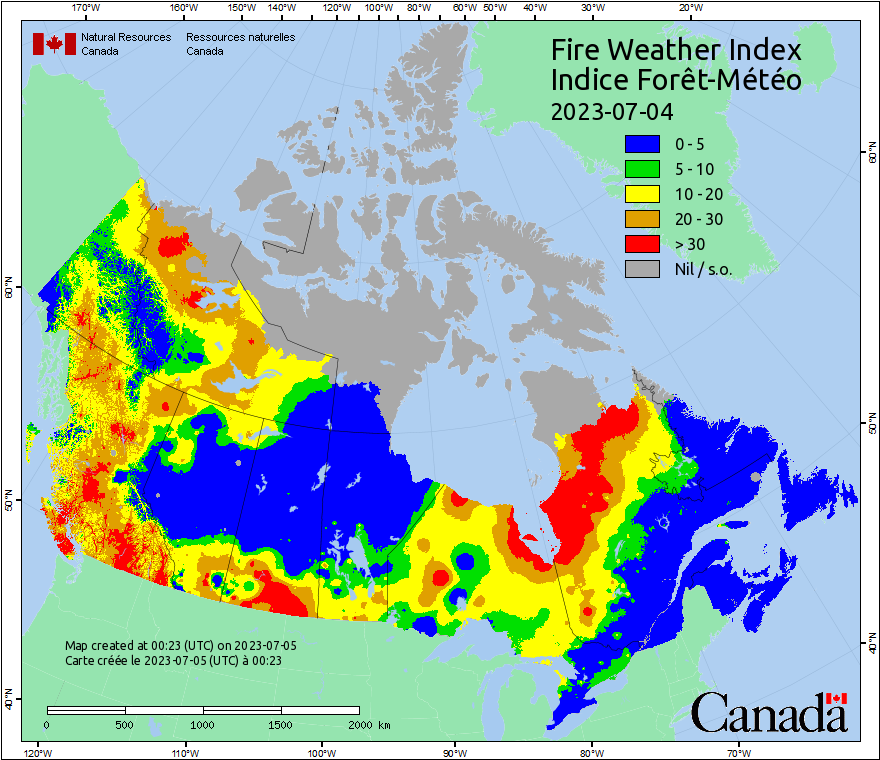 170°W 160°W 150°W 140°W 120°W 100°W 80°W 60°W 50°W 40°W 30°W 20°W
Natural Resources Canada
Ressources naturelles Canada
Fire Weather Index
Indice Forêt-Météo
2023-07-04
0 - 5
5 - 10
10 - 20
20 - 30
> 30
Nil / s.o.
60°N
50°N
40°N
60°N
50°N
40°N
Map created at 00:23 (UTC) on 2023-07-05
Carte créée le 2023-07-05 (UTC) à 00:23
0 500 1000 1500 2000 km
Canada
120°W 110°W 100°W 90°W 80°W 70°W